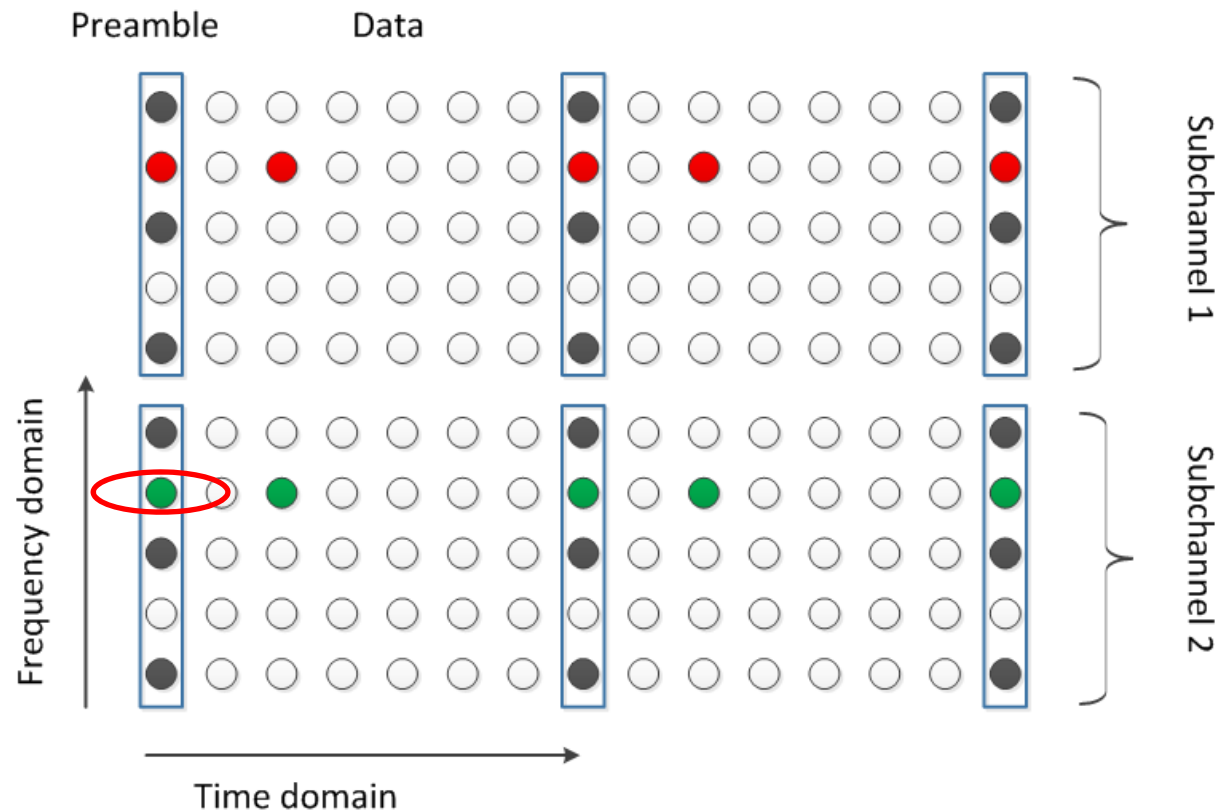 Preamble
Data
Subchannel 1
Frequency domain
Subchannel 2
Time domain